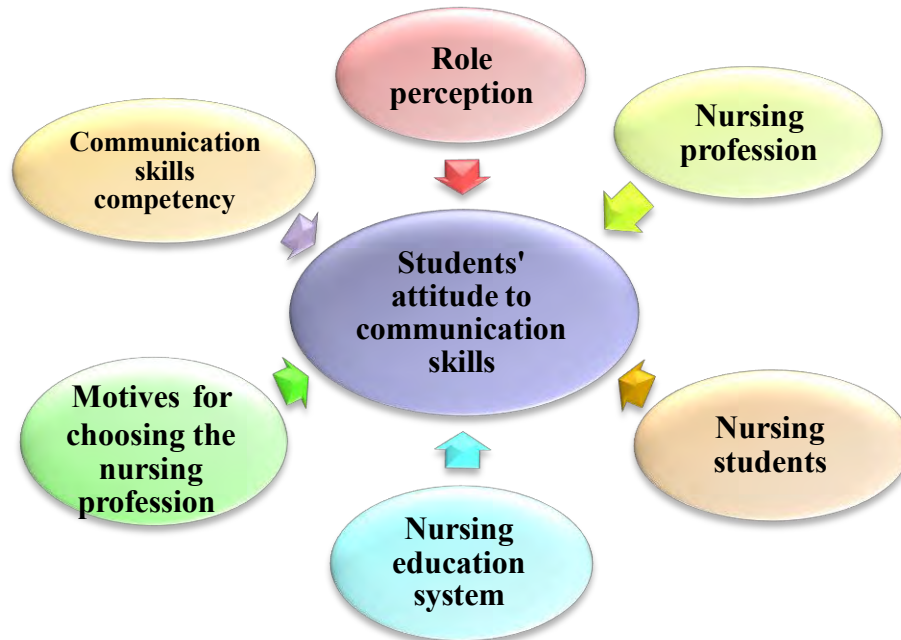 Role
perception
Nursing
profession
Communication
skills
competency
Students'
attitude to
communication
skills
Motives for
choosing the
nursing
profession
Nursing
students
Nursing
education
system